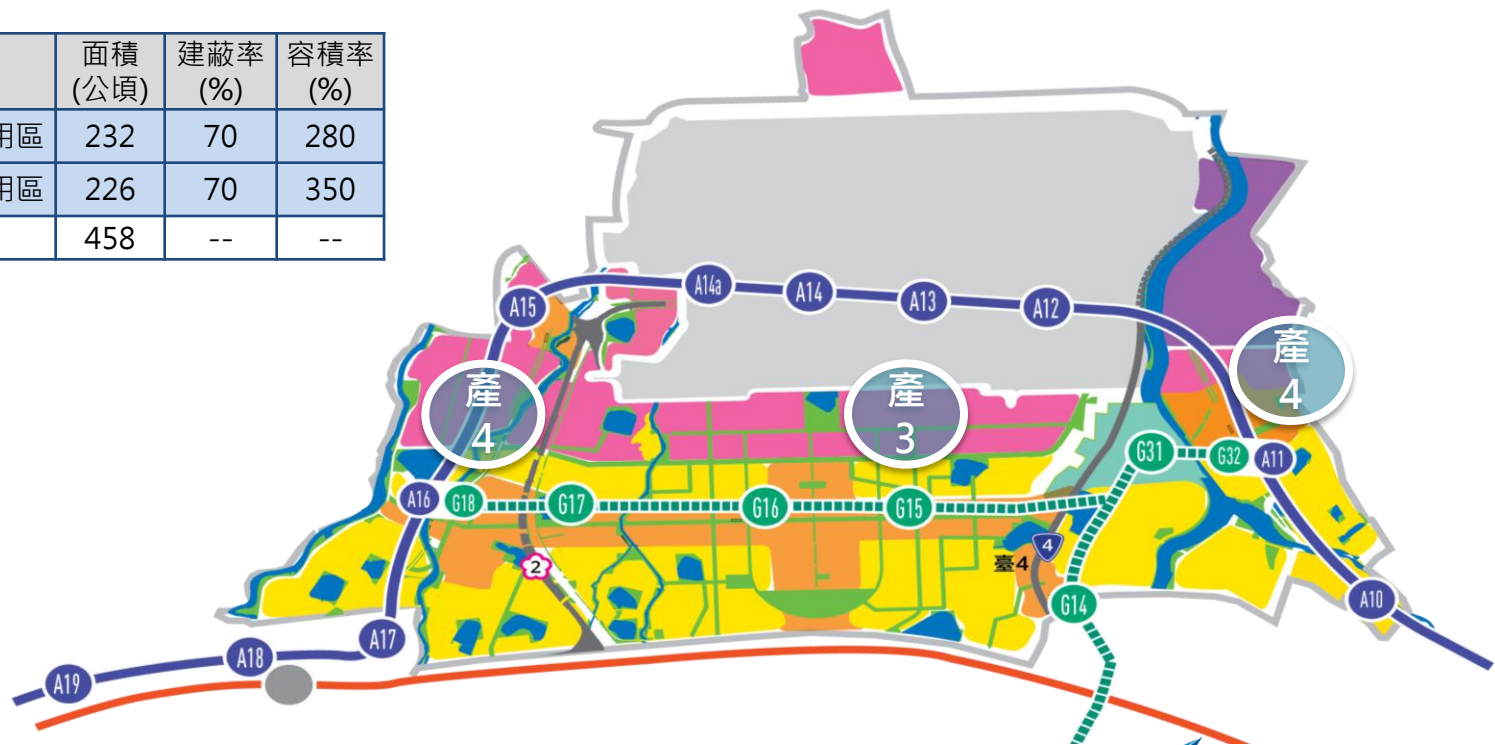 面積 建蔽率 容積率
(公頃) (%) (%)
用區 232 70 280
用區 226 70 350
458 -- --
A15
A14a
A14
A13
A12
產
4
產
3
產
4
A16
G18
G17
G16
G15
G31
G32
A11
2
臺4
4
G14
A10
A17
A18
A19